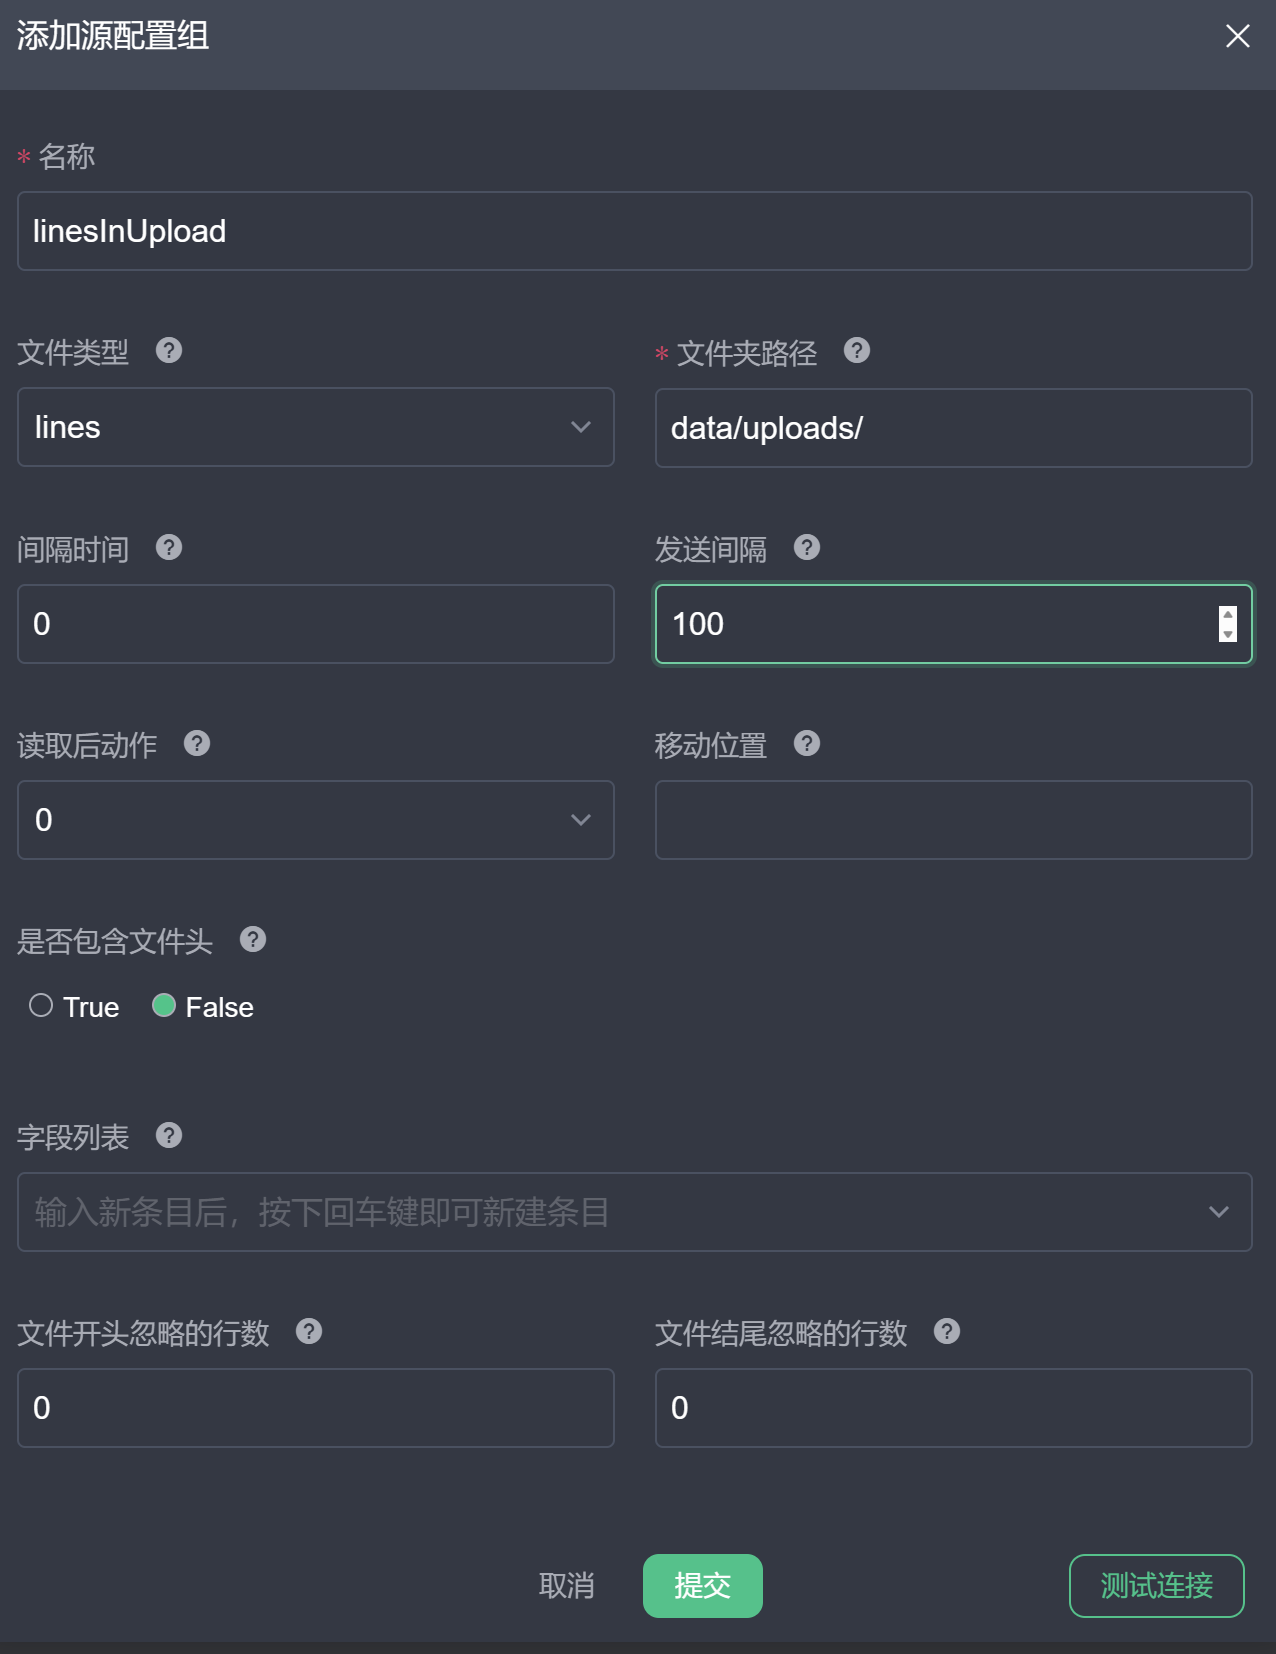 添加源配置组
* 名称
linesInUpload
文件类型 ?
* 文件夹路径 ?
lines
data/uploads/
间隔时间 ?
发送间隔 ?
0
100
读取后动作 ?
移动位置 ?
0
是否包含文件头 ?
True False
字段列表 ?
输入新条目后，按下回车键即可新建条目
文件开头忽略的行数 ?
文件结尾忽略的行数 ?
0
0
取消
提交
测试连接